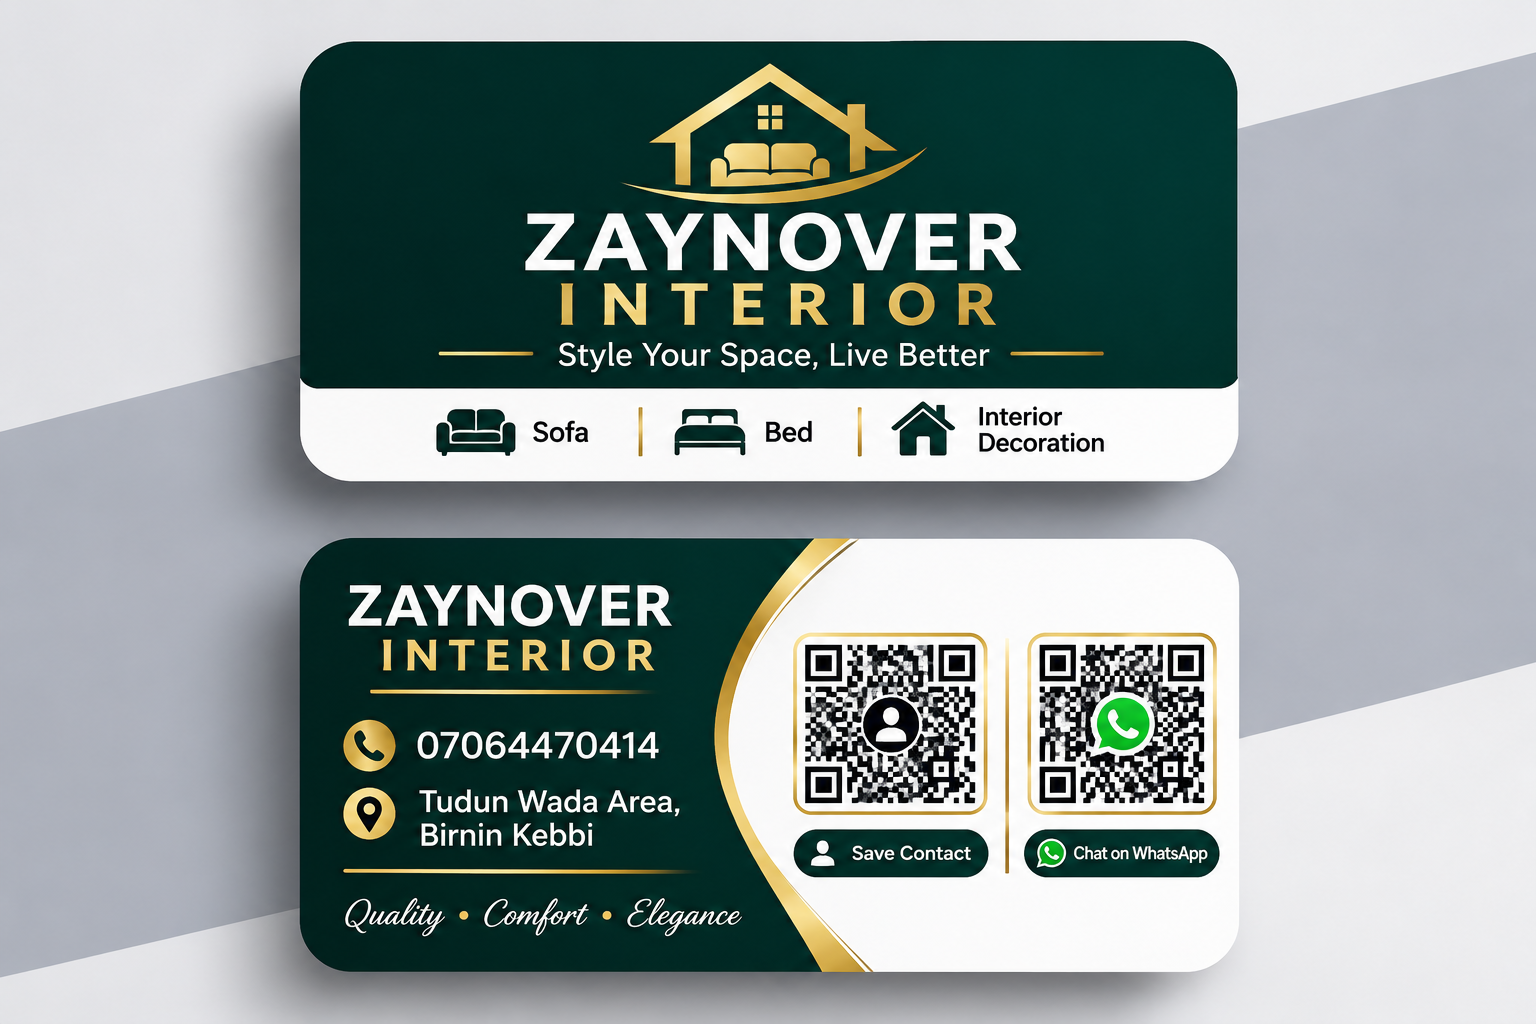 ZAYNOVER
INTERIOR
Style Your Space, Live Better
Sofa
Bed
Interior
Decoration
ZAYNOVER
INTERIOR
07064470414
Tudun Wada Area,
Birnin Kebbi
Quality • Comfort • Elegance
Save Contact
Chat on WhatsApp